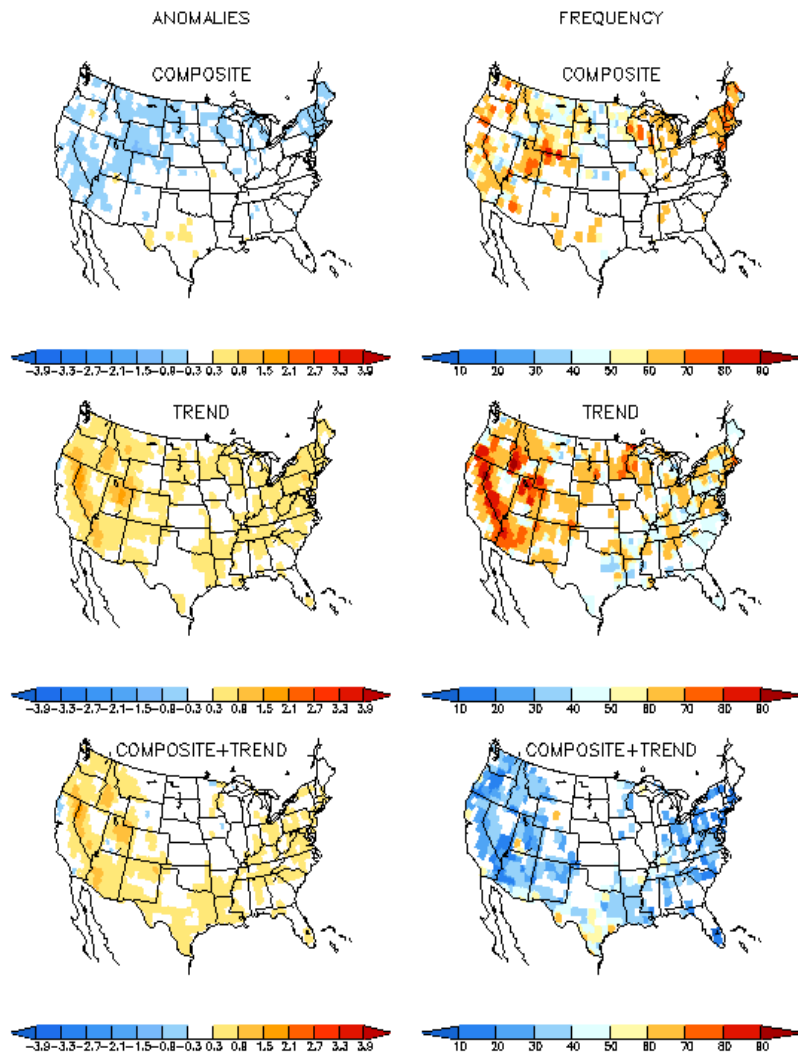 ANOMALIES FREQUENCY
COMPOSITE COMPOSITE
-3.9 -3.3 -2.7 -2.1 -1.5 -0.9 -0.3 0.3 0.9 1.5 2.1 2.7 3.3 3.9 10 20 30 40 50 60 70 80 90
TREND TREND
-3.9 -3.3 -2.7 -2.1 -1.5 -0.9 -0.3 0.3 0.9 1.5 2.1 2.7 3.3 3.9 10 20 30 40 50 60 70 80 90
COMPOSITE+TREND COMPOSITE+TREND
-3.9 -3.3 -2.7 -2.1 -1.5 -0.9 -0.3 0.3 0.9 1.5 2.1 2.7 3.3 3.9 10 20 30 40 50 60 70 80 90